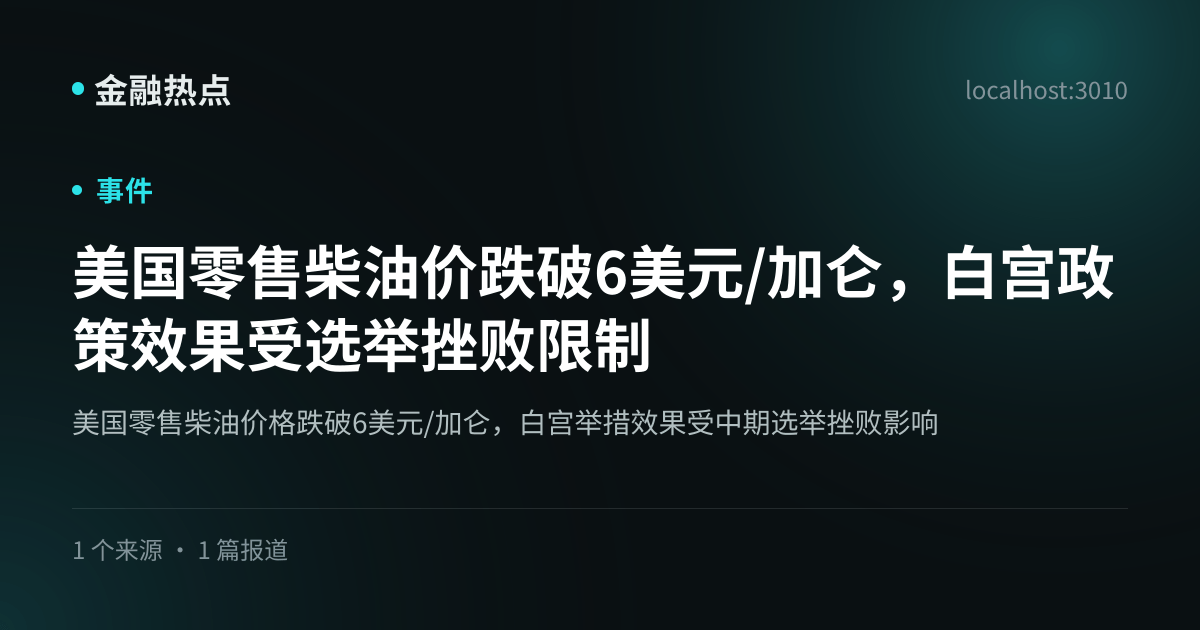 金融热点
localhost:3010
事件
美国零售柴油价跌破6美元/加仑，白宫政
策效果受选举挫败限制
美国零售柴油价格跌破6美元/加仑，白宫举措效果受中期选举挫败影响
1 个来源 · 1 篇报道